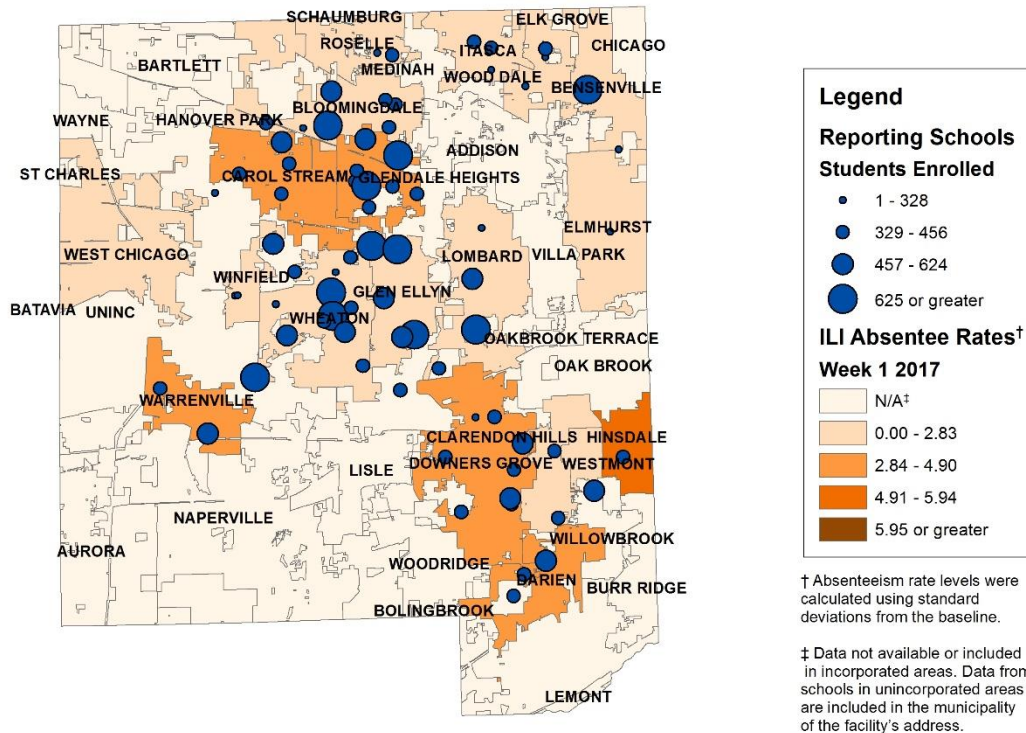 SCHAUMBURG
ELK GROVE
ROSELLE
ITASCA
CHICAGO
MEDINAH
BARTLETT
WOOD DALE
BENSENVILLE
BLOOMINGDALE
HANOVER PARK
WAYNE
ADDISON
ST CHARLES
CAROL STREAM
GLENDALE HEIGHTS
ELMHURST
WEST CHICAGO
LOMBARD
VILLA PARK
WINFIELD
GLEN ELLYN
BATAVIA
UNINC
WHEATON
OAKBROOK TERRACE
OAK BROOK
WARRENVILLE
CLARENDON HILLS
HINSDALE
LISLE
DOWNERS GROVE
WESTMONT
NAPERVILLE
WILLOWBROOK
AURORA
WOODRIDGE
DARIEN
BURR RIDGE
BOLINGBROOK
LEMONT
Legend
Reporting Schools
Students Enrolled
1 - 328
329 - 456
457 - 624
625 or greater
ILI Absentee Rates†
Week 1 2017
N/A‡
0.00 - 2.83
2.84 - 4.90
4.91 - 5.94
5.95 or greater
† Absenteeism rate levels were
calculated using standard
deviations from the baseline.
‡ Data not available or included
in incorporated areas. Data from
schools in unincorporated areas
are included in the municipality
of the facility's address.